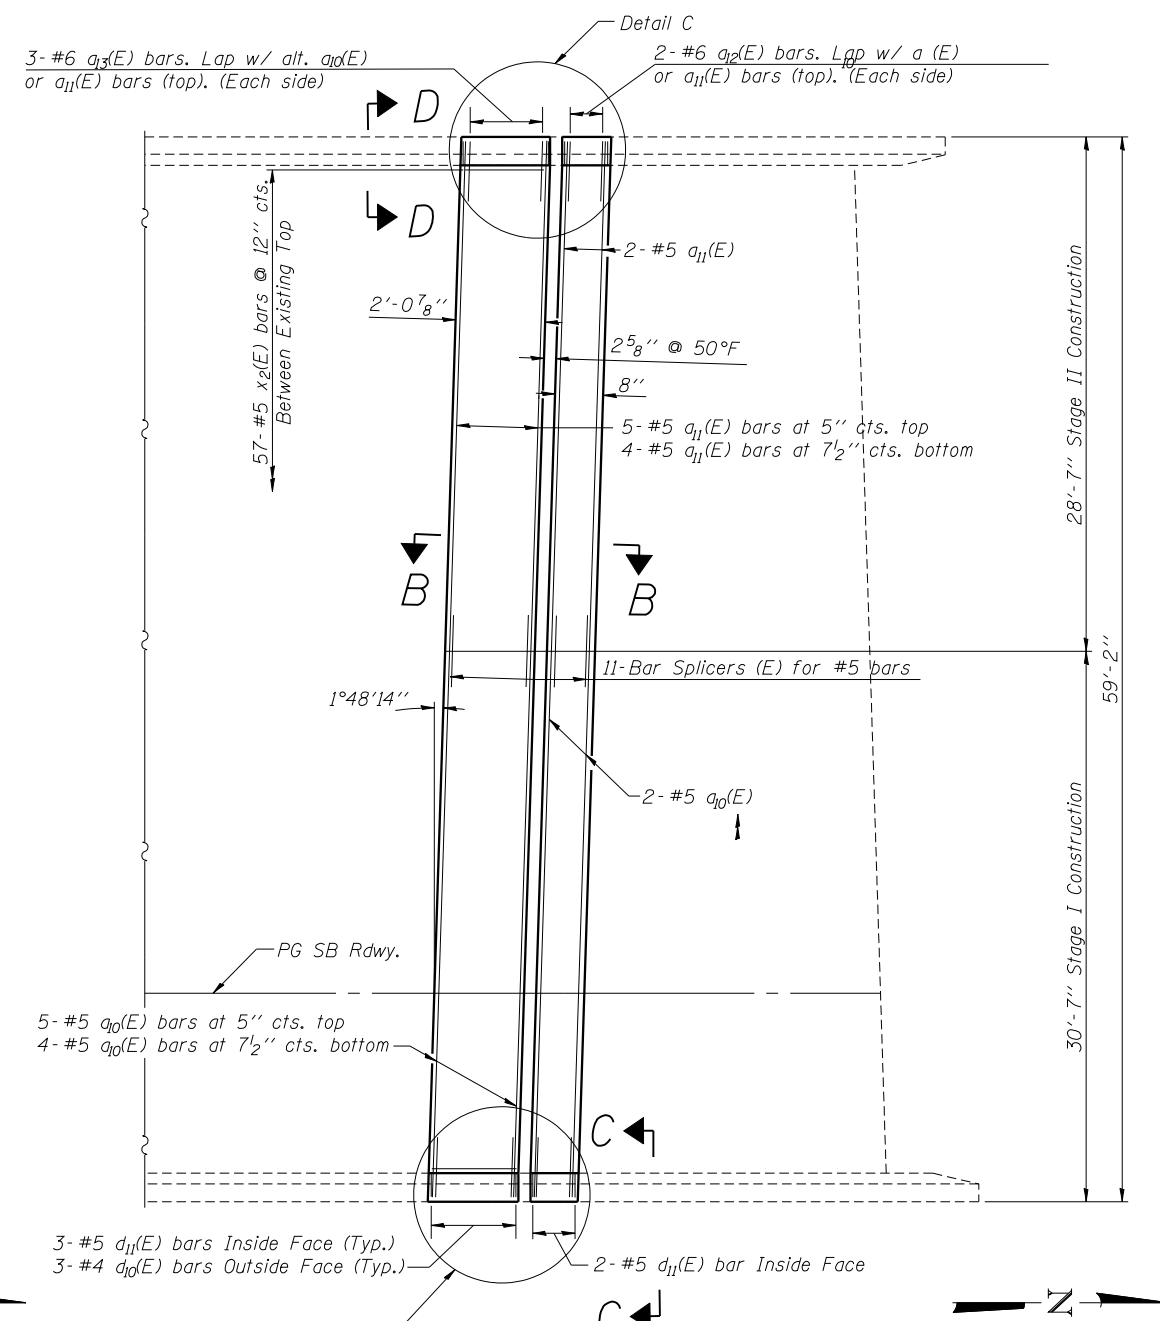 Detail C
3-#6 a13(E) bars. Lap w/ alt. a10(E)
or a11(E) bars (top). (Each side)
2-#6 a12(E) bars. Lap w/ a10(E)
or a11(E) bars (top). (Each side)
D
D
57-#5 x2(E) bars @ 12" cts.
Between Existing Top
2-#5 a11(E)
2'-0 7/8"
2 5/8" @ 50°F
8"
5-#5 a11(E) bars at 5" cts. top
4-#5 a11(E) bars at 7 1/2" cts. bottom
28'-7" Stage II Construction
B
B
59'-2"
11-Bar Splicers (E) for #5 bars
1°48'14"
2-#5 a10(E)
30'-7" Stage I Construction
PG SB Rdwy.
5-#5 a10(E) bars at 5" cts. top
4-#5 a10(E) bars at 7 1/2" cts. bottom
C
3-#5 d11(E) bars Inside Face (Typ.)
3-#4 d10(E) bars Outside Face (Typ.)
2-#5 d11(E) bar Inside Face
C
N